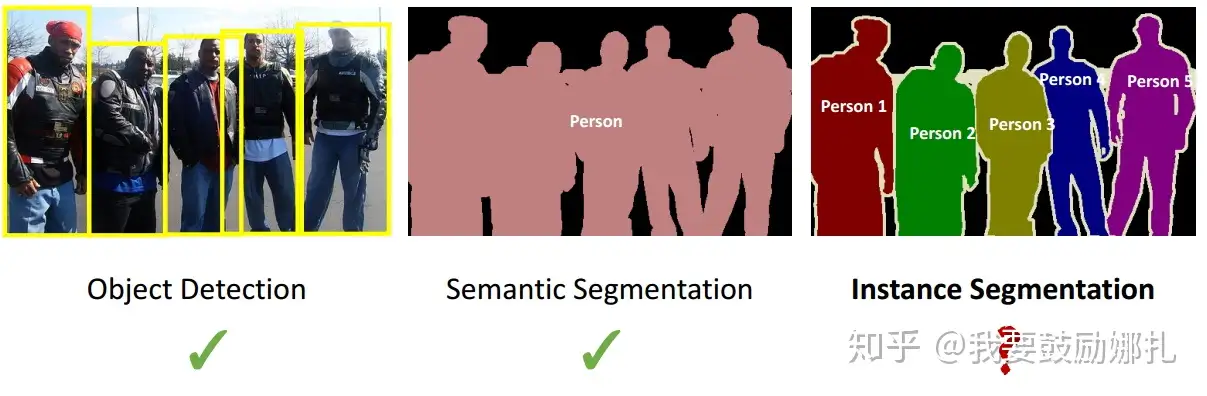 Person
Person 1
Person 2
Person 3
Person 4
Person 5
Object Detection
Semantic Segmentation
Instance Segmentation
✓
✓
?
知乎 @我要鼓励娜扎